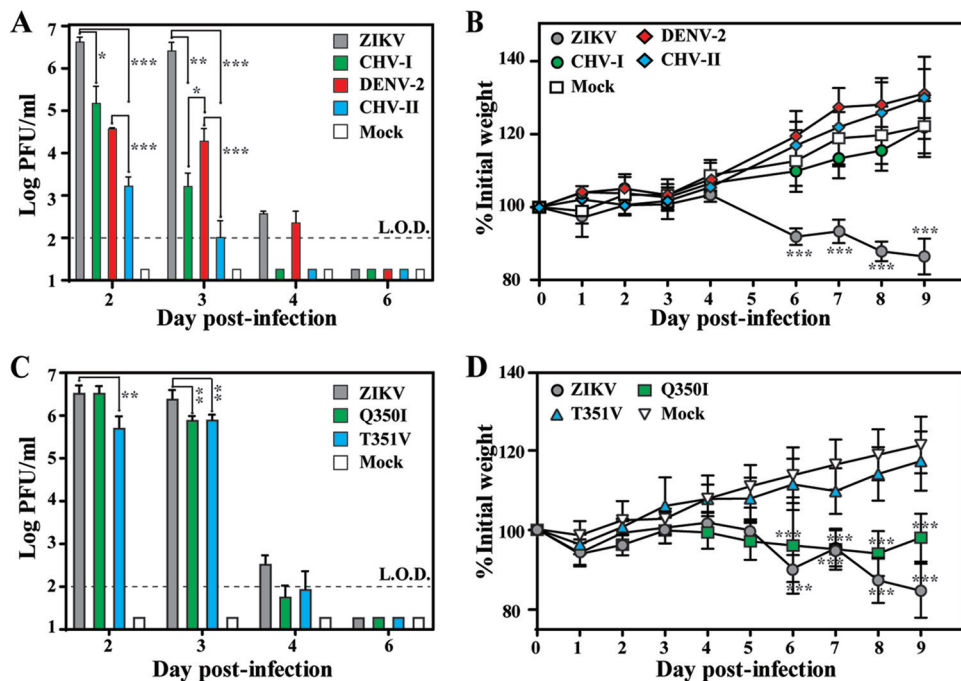 A
Log PFU/ml
7
6
5
4
3
2
1
ZIKV
CHV-I
DENV-2
CHV-II
Mock
*
***
***
**
***
*
***
L.O.D.
2
3
4
6
Day post-infection
B
% Initial weight
140
120
100
80
ZIKV
DENV-2
CHV-I
CHV-II
Mock
***
***
***
***
0 1 2 3 4 6 7 8 9
Day post-infection
C
Log PFU/ml
7
6
5
4
3
2
1
ZIKV
Q350I
T351V
Mock
**
**
**
L.O.D.
2
3
4
6
Day post-infection
D
% Initial weight
140
120
100
80
ZIKV
Q350I
T351V
Mock
***
***
***
***
***
***
***
***
0 1 2 3 4 5 6 7 8 9
Day post-infection